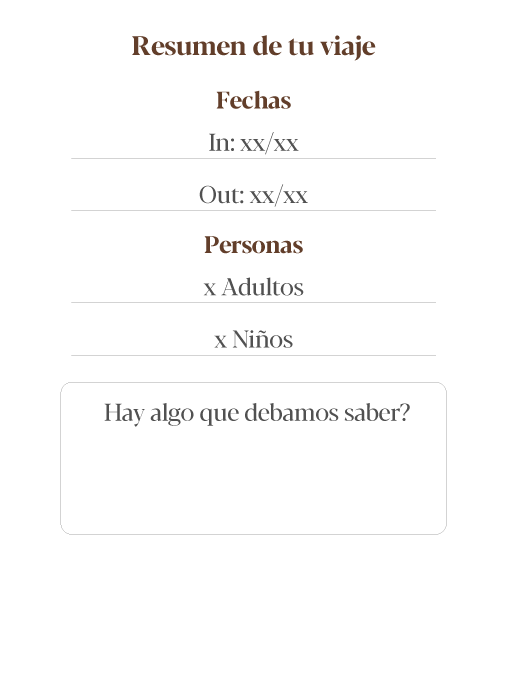 Resumen de tu viaje
Fechas
In: xx/xx
Out: xx/xx
Personas
x Adultos
x Niños
Hay algo que debamos saber?